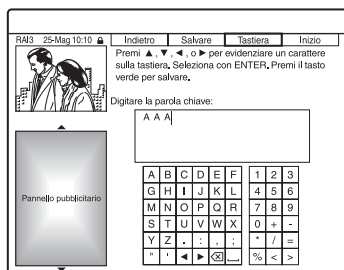 RAI3 25-Mag 10:10
Indietro Salvare Tastiera Inizio
Premi ▲, ▼, ◄, o ► per evidenziare un carattere
sulla tastiera. Seleziona con ENTER. Premi il tasto
verde per salvare.
Digitare la parola chiave:
A A A
Pannello pubblicitario
A B C D E F 1 2 3
G H I J K L 4 5 6
M N O P Q R 7 8 9
S T U V W X 0 + -
Y Z . : , ; * / =
" ' ◄ ► ⌫ _ % < >